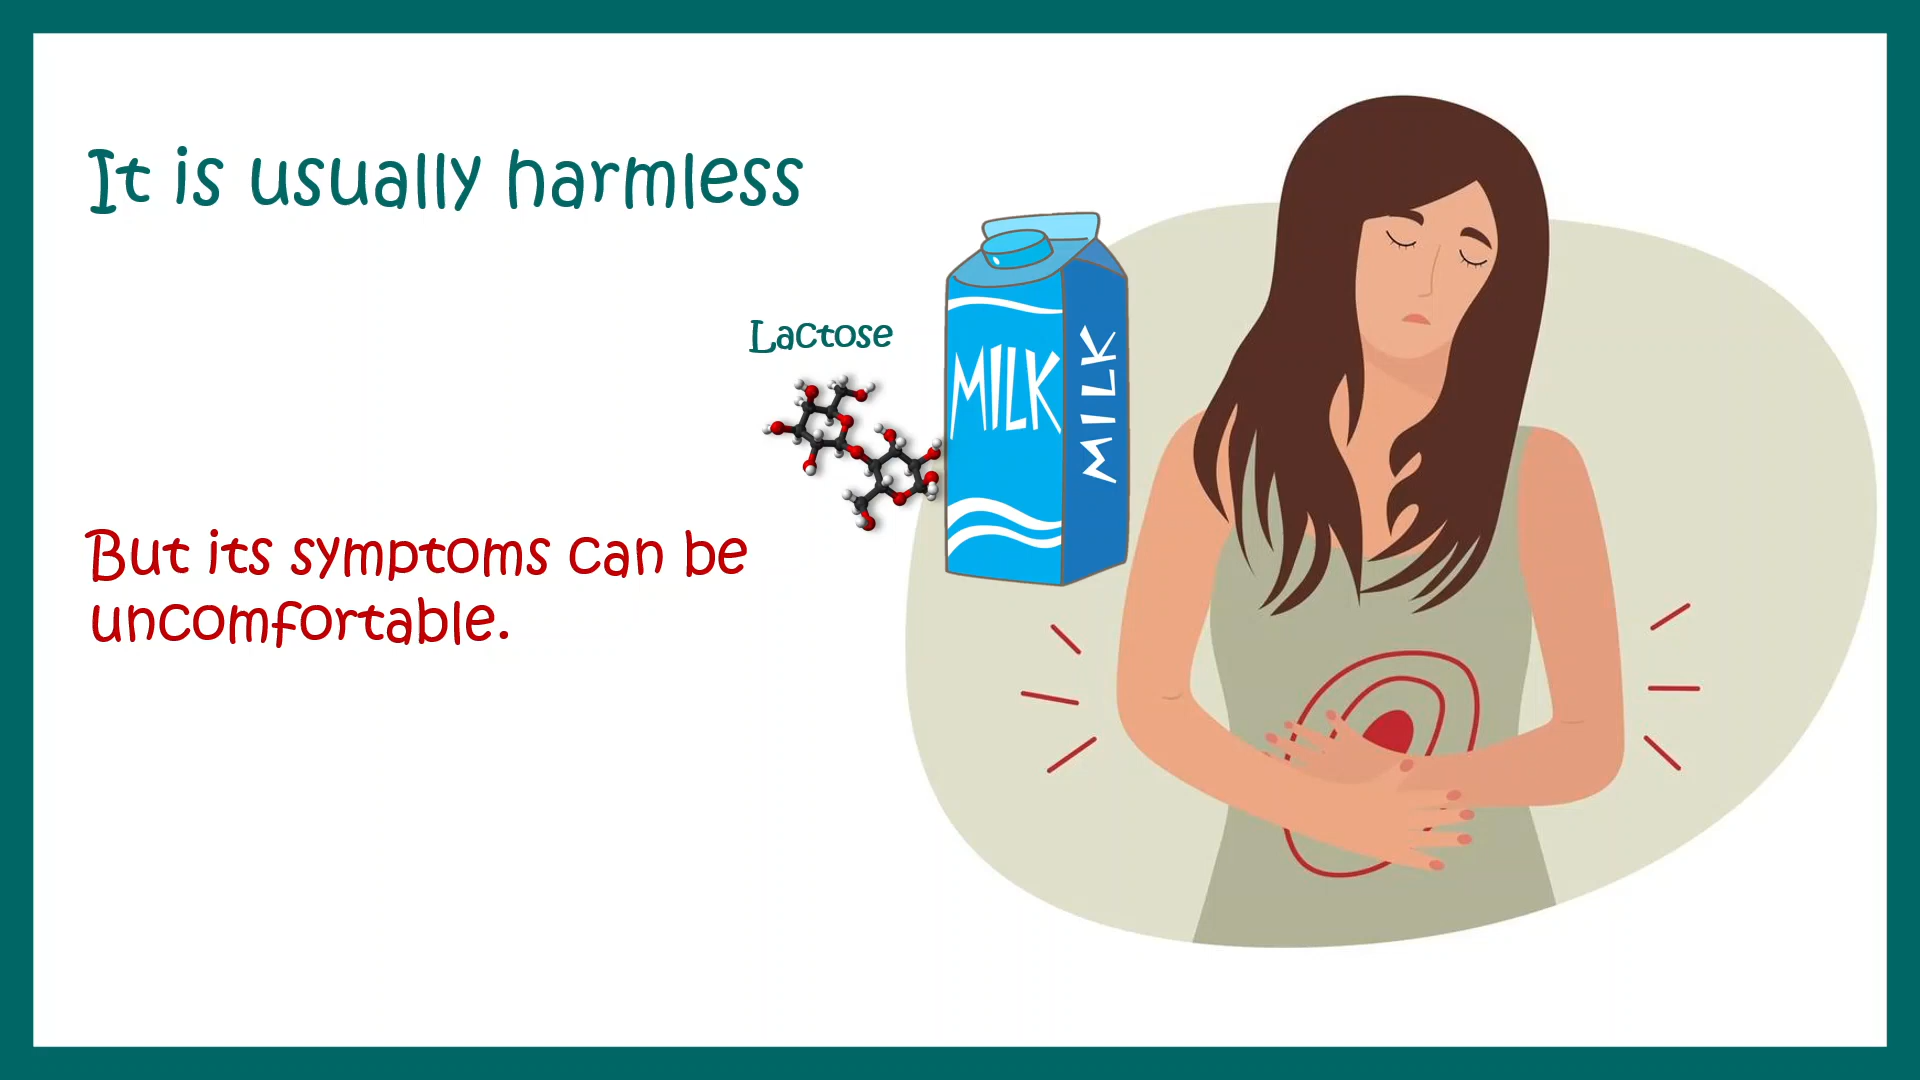 It is usually harmless
Lactose
MILK
MILK
But its symptoms can be
uncomfortable.